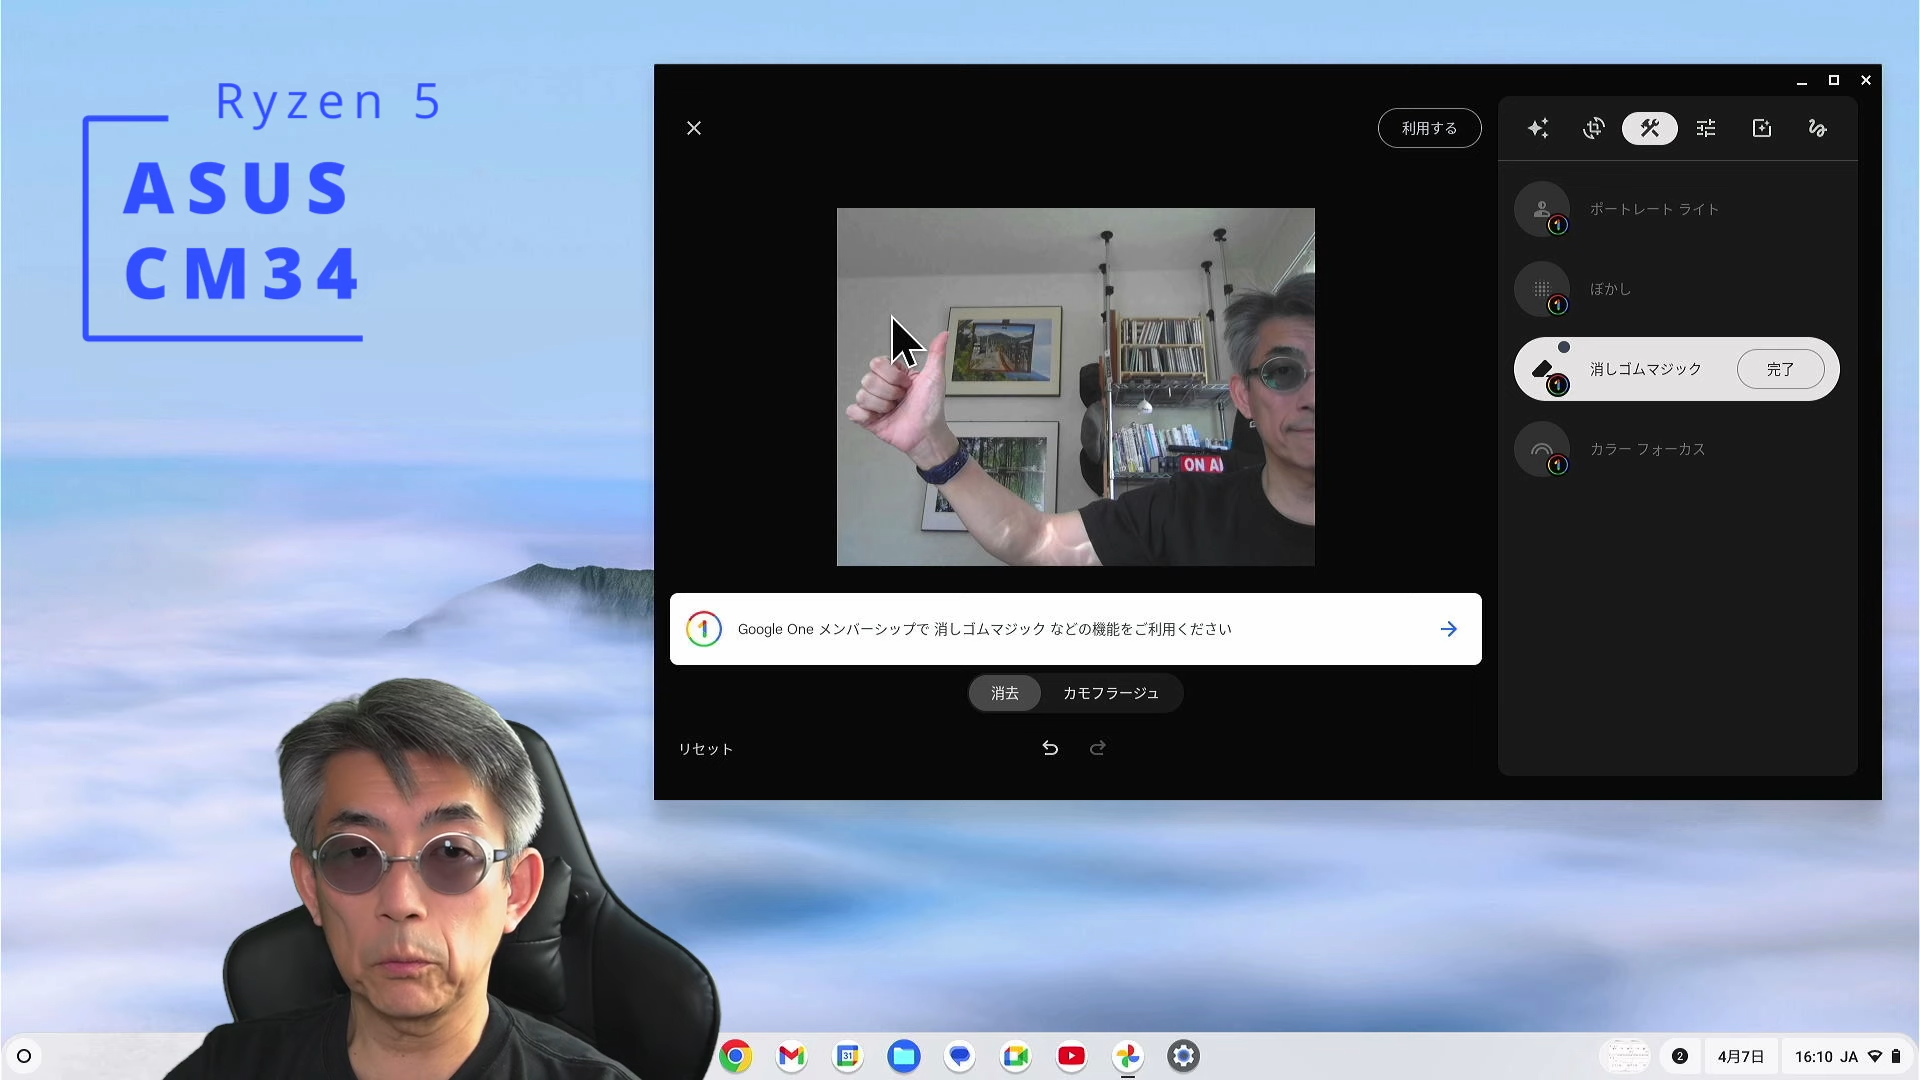 Ryzen 5
ASUS
CM34
利用する
ポートレート ライト
ぼかし
消しゴムマジック
完了
カラー フォーカス
ON AI
Google One メンバーシップで 消しゴムマジック などの機能をご利用ください
消去
カモフラージュ
リセット
31
2
4月7日
16:10 JA